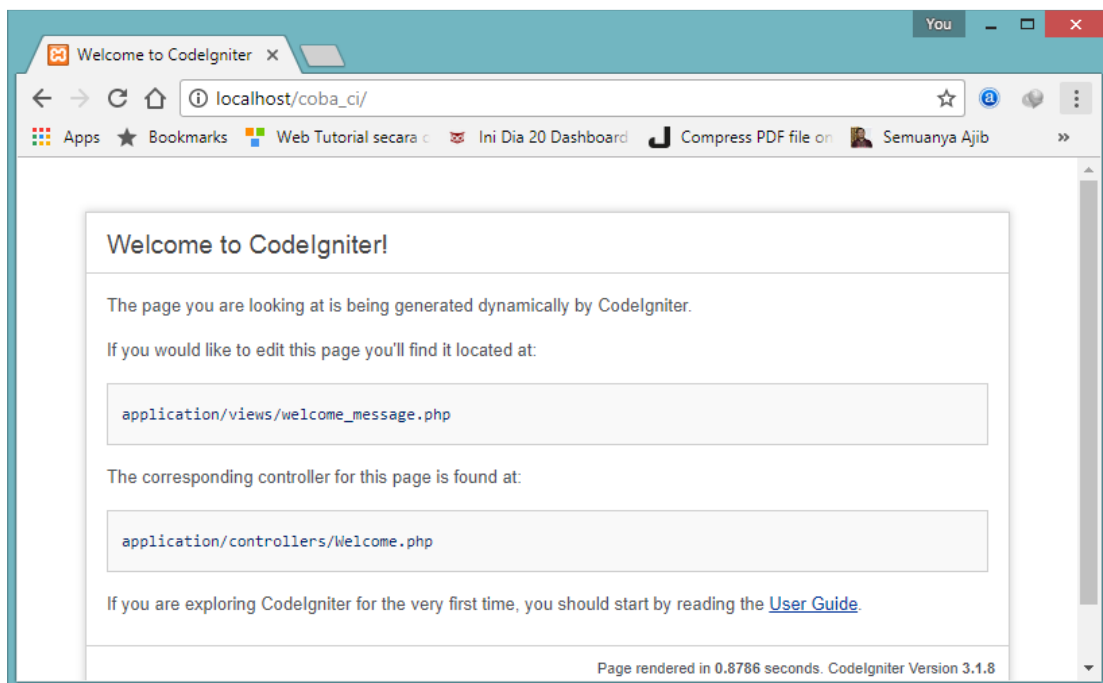 You
Welcome to CodeIgniter
localhost/coba_ci/
Apps Bookmarks Web Tutorial secara Ini Dia 20 Dashboard Compress PDF file on Semuanya Ajib »
Welcome to CodeIgniter!
The page you are looking at is being generated dynamically by CodeIgniter.
If you would like to edit this page you'll find it located at:
application/views/welcome_message.php
The corresponding controller for this page is found at:
application/controllers/Welcome.php
If you are exploring CodeIgniter for the very first time, you should start by reading the User Guide.
Page rendered in 0.8786 seconds. CodeIgniter Version 3.1.8